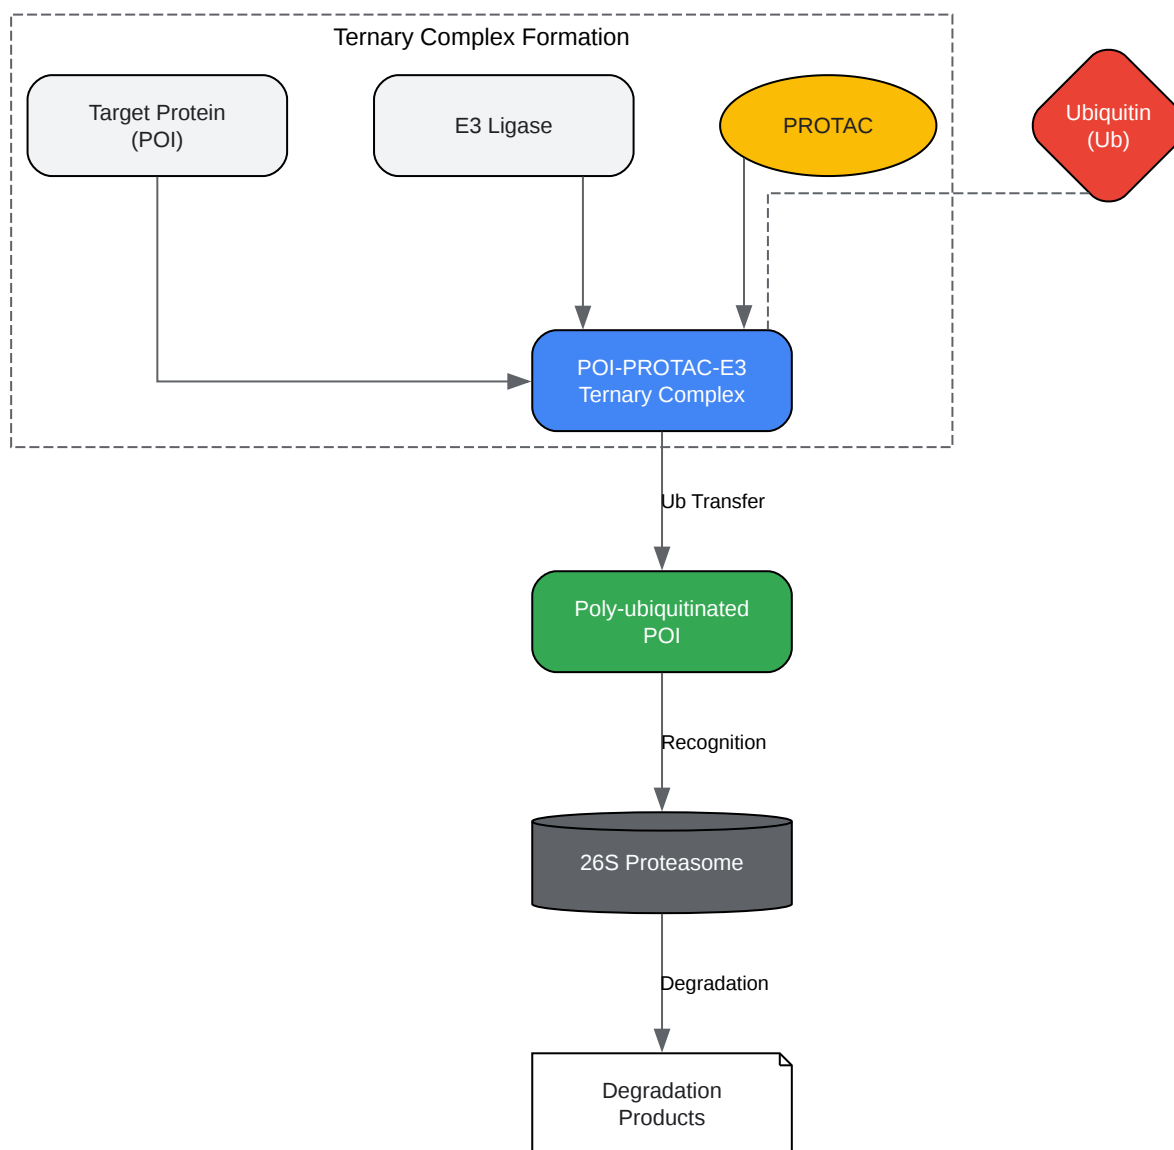 Ternary Complex Formation
Target Protein
(POI)
E3 Ligase
PROTAC
Ubiquitin
(Ub)
POI-PROTAC-E3
Ternary Complex
Ub Transfer
Poly-ubiquitinated
POI
Recognition
26S Proteasome
Degradation
Degradation
Products